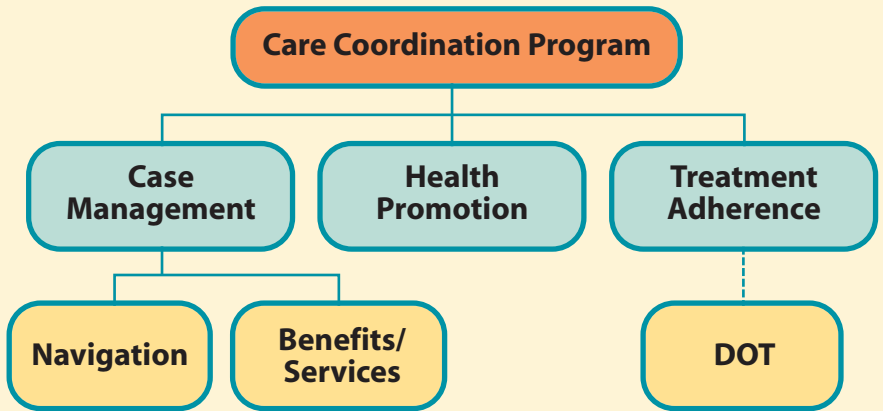 Care Coordination Program
Case
Management
Health
Promotion
Treatment
Adherence
Navigation
Benefits/
Services
DOT